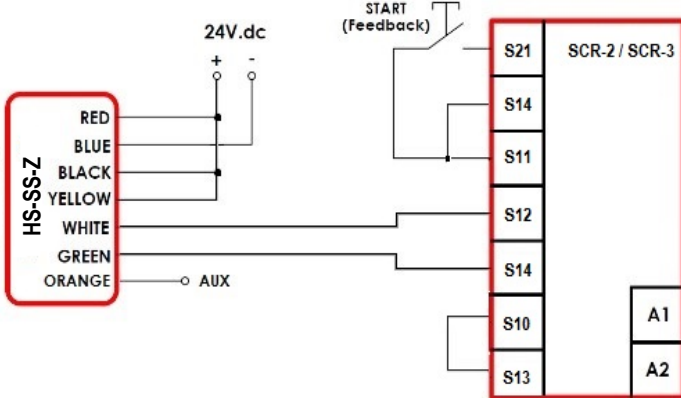 START
(Feedback)
24V.dc
+ -
HS-SS-Z
RED
BLUE
BLACK
YELLOW
WHITE
GREEN
ORANGE
AUX
SCR-2 / SCR-3
S21
S14
S11
S12
S14
S10
S13
A1
A2